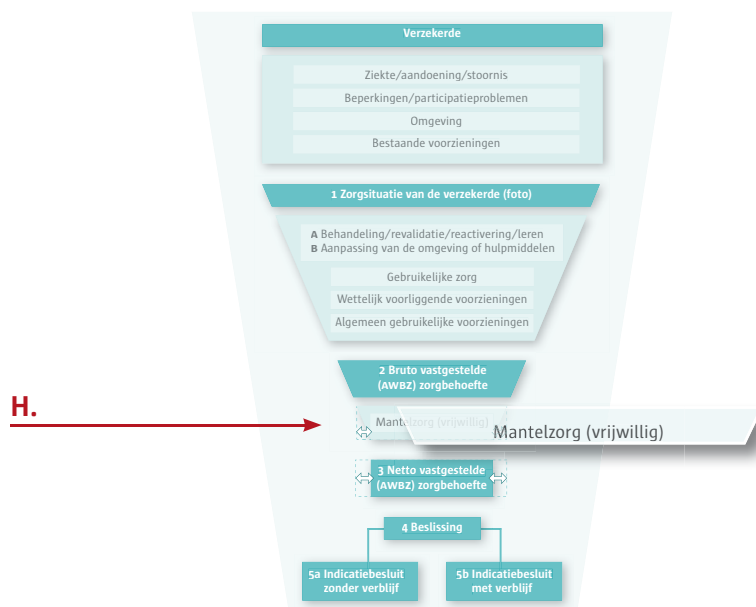 Verzekerde
Ziekte/aandoening/stoornis
Beperkingen/participatieproblemen
Omgeving
Bestaande voorzieningen
1 Zorgsituatie van de verzekerde (foto)
A Behandeling/revalidatie/reactivering/leren
B Aanpassing van de omgeving of hulpmiddelen
Gebruikelijke zorg
Wettelijk voorliggende voorzieningen
Algemeen gebruikelijke voorzieningen
2 Bruto vastgestelde
(AWBZ) zorgbehoefte
H.
Mantelzorg (vrijwillig)
Mantelzorg (vrijwillig)
3 Netto vastgestelde
(AWBZ) zorgbehoefte
4 Beslissing
5a Indicatiebesluit
zonder verblijf
5b Indicatiebesluit
met verblijf